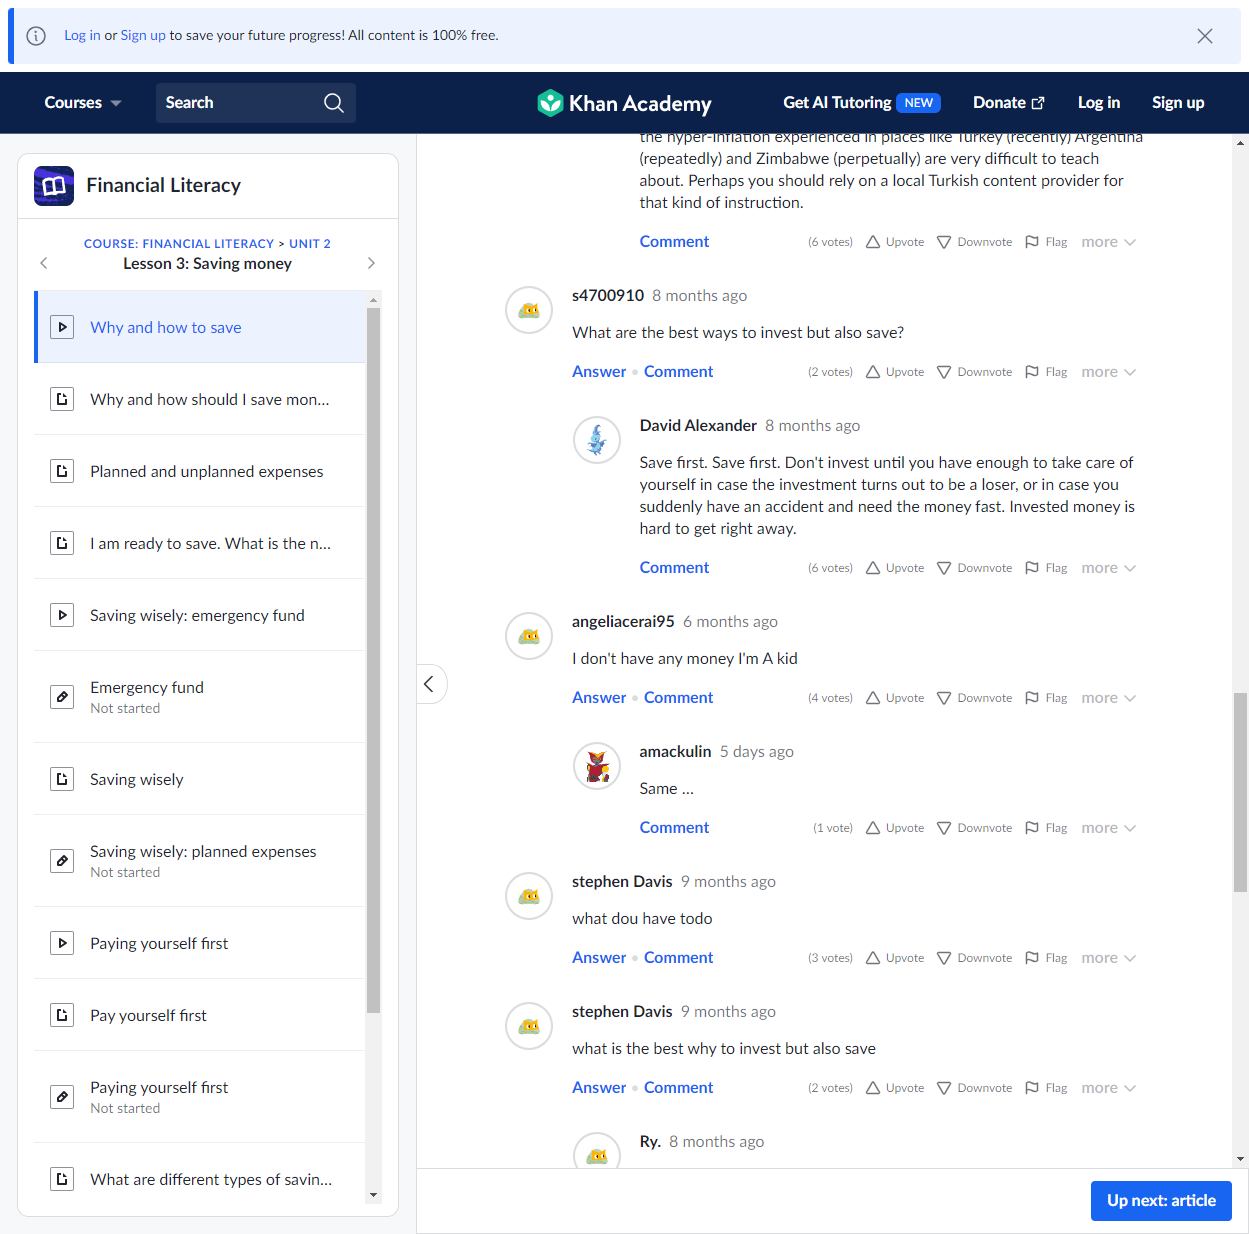 Log in or Sign up to save your future progress! All content is 100% free.
Courses
Search
Khan Academy
Get AI Tutoring NEW
Donate
Log in
Sign up
Financial Literacy
COURSE: FINANCIAL LITERACY > UNIT 2
Lesson 3: Saving money
Why and how to save
Why and how should I save mon...
Planned and unplanned expenses
I am ready to save. What is the n...
Saving wisely: emergency fund
Emergency fund
Not started
Saving wisely
Saving wisely: planned expenses
Not started
Paying yourself first
Pay yourself first
Paying yourself first
Not started
What are different types of savin...
the hyper-inflation experienced in places like Turkey (recently) Argentina
(repeatedly) and Zimbabwe (perpetually) are very difficult to teach
about. Perhaps you should rely on a local Turkish content provider for
that kind of instruction.
Comment (6 votes) Upvote Downvote Flag more
s4700910 8 months ago
What are the best ways to invest but also save?
Answer • Comment (2 votes) Upvote Downvote Flag more
David Alexander 8 months ago
Save first. Save first. Don't invest until you have enough to take care of
yourself in case the investment turns out to be a loser, or in case you
suddenly have an accident and need the money fast. Invested money is
hard to get right away.
Comment (6 votes) Upvote Downvote Flag more
angeliacerai95 6 months ago
I don't have any money I'm A kid
Answer • Comment (4 votes) Upvote Downvote Flag more
amackulin 5 days ago
Same ...
Comment (1 vote) Upvote Downvote Flag more
stephen Davis 9 months ago
what dou have todo
Answer • Comment (3 votes) Upvote Downvote Flag more
stephen Davis 9 months ago
what is the best why to invest but also save
Answer • Comment (2 votes) Upvote Downvote Flag more
Ry. 8 months ago
Up next: article